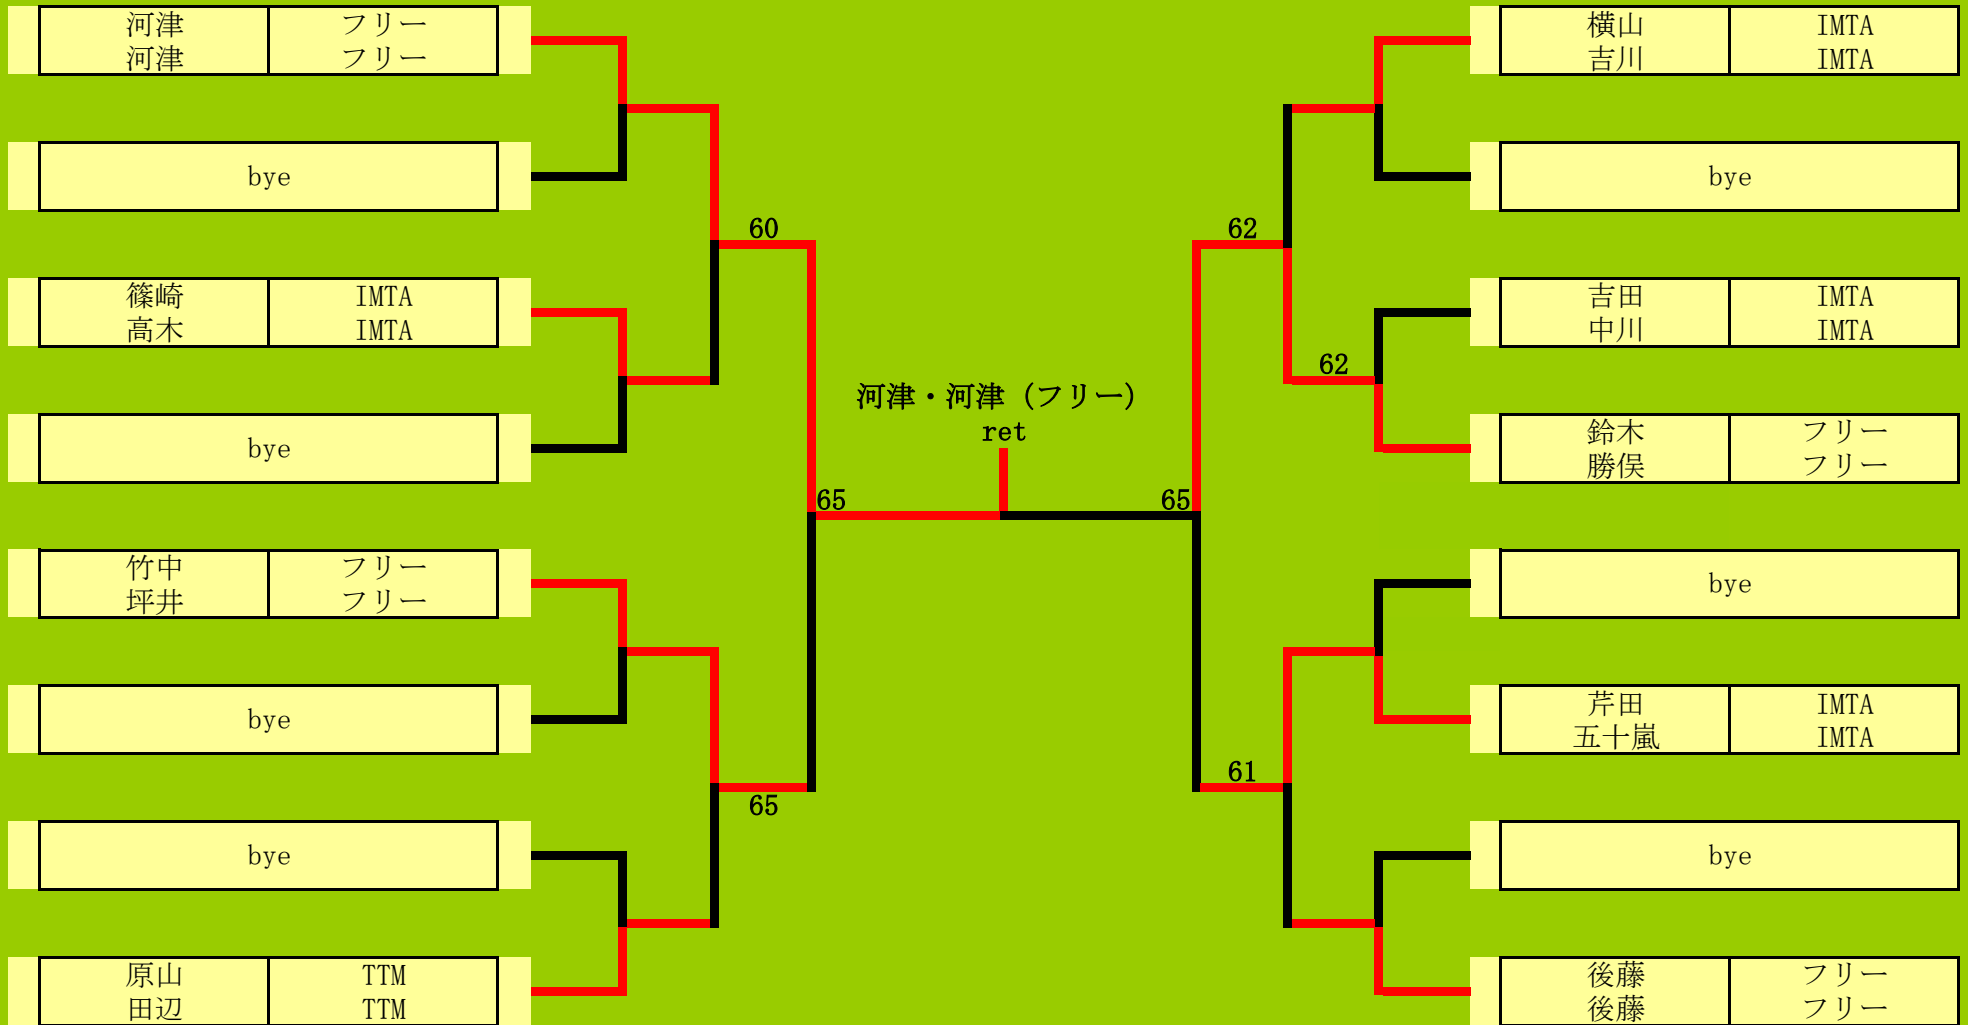 河津 フリー
河津 フリー
bye
篠崎 IMTA
高木 IMTA
bye
竹中 フリー
坪井 フリー
bye
bye
原山 TTM
田辺 TTM
60
65
65
河津・河津（フリー）
ret
62
62
65
61
横山 IMTA
吉川 IMTA
bye
吉田 IMTA
中川 IMTA
鈴木 フリー
勝俣 フリー
bye
芹田 IMTA
五十嵐 IMTA
bye
後藤 フリー
後藤 フリー